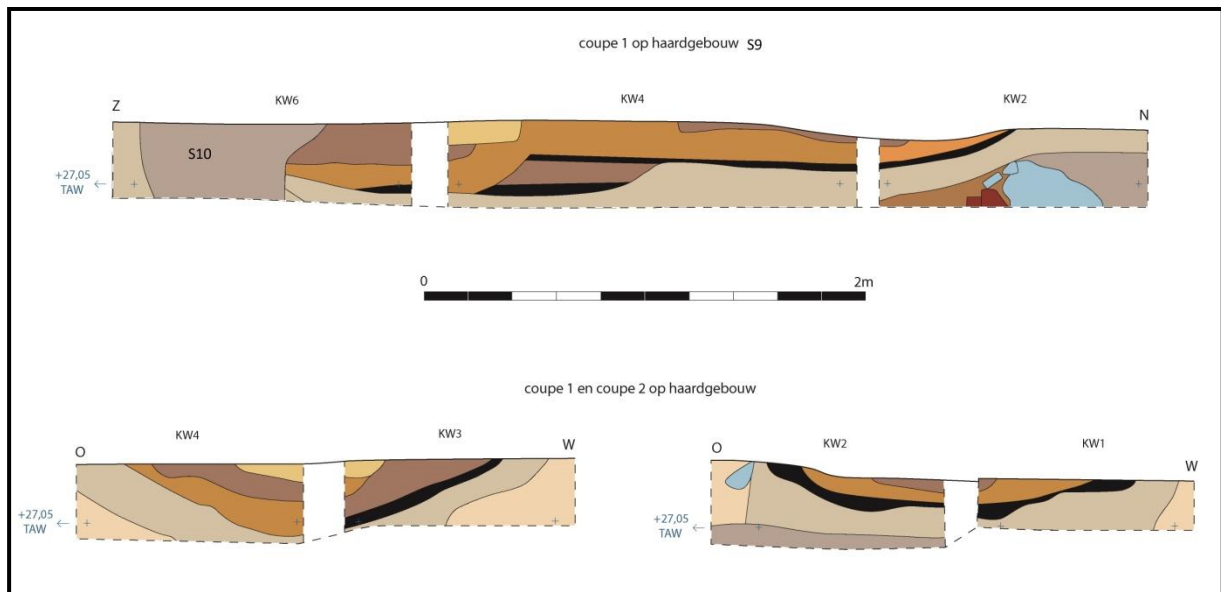 coupe 1 op haardgebouw S9
Z KW6 KW4 KW2 N
S10
+27,05
TAW
0 2m
coupe 1 en coupe 2 op haardgebouw
O KW4 KW3 W
O KW2 KW1 W
+27,05
TAW
+27,05
TAW